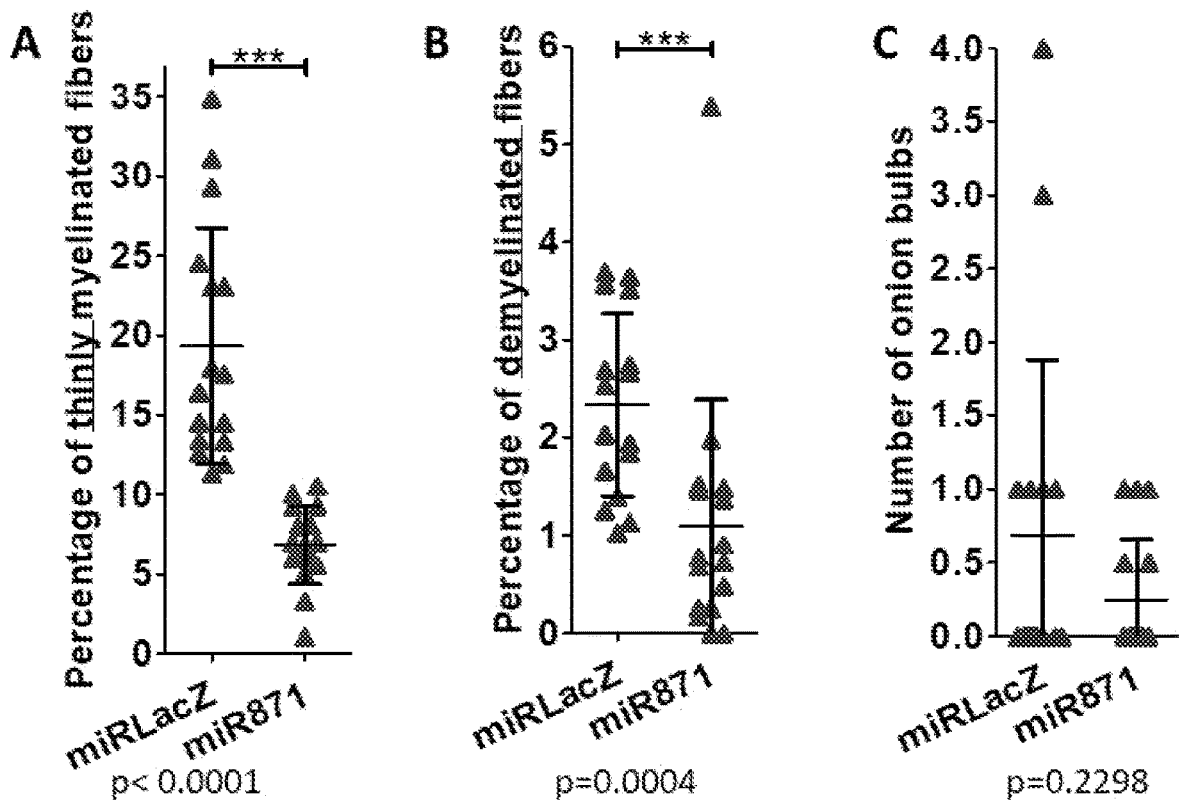 A
Percentage of thinly myelinated fibers
***
35
30
25
20
15
10
5
0
miRLacZ
miR871
p< 0.0001
B
Percentage of demyelinated fibers
***
6
5
4
3
2
1
0
miRLacZ
miR871
p=0.0004
C
Number of onion bulbs
4.0
3.5
3.0
2.5
2.0
1.5
1.0
0.5
0.0
miRLacZ
miR871
p=0.2298